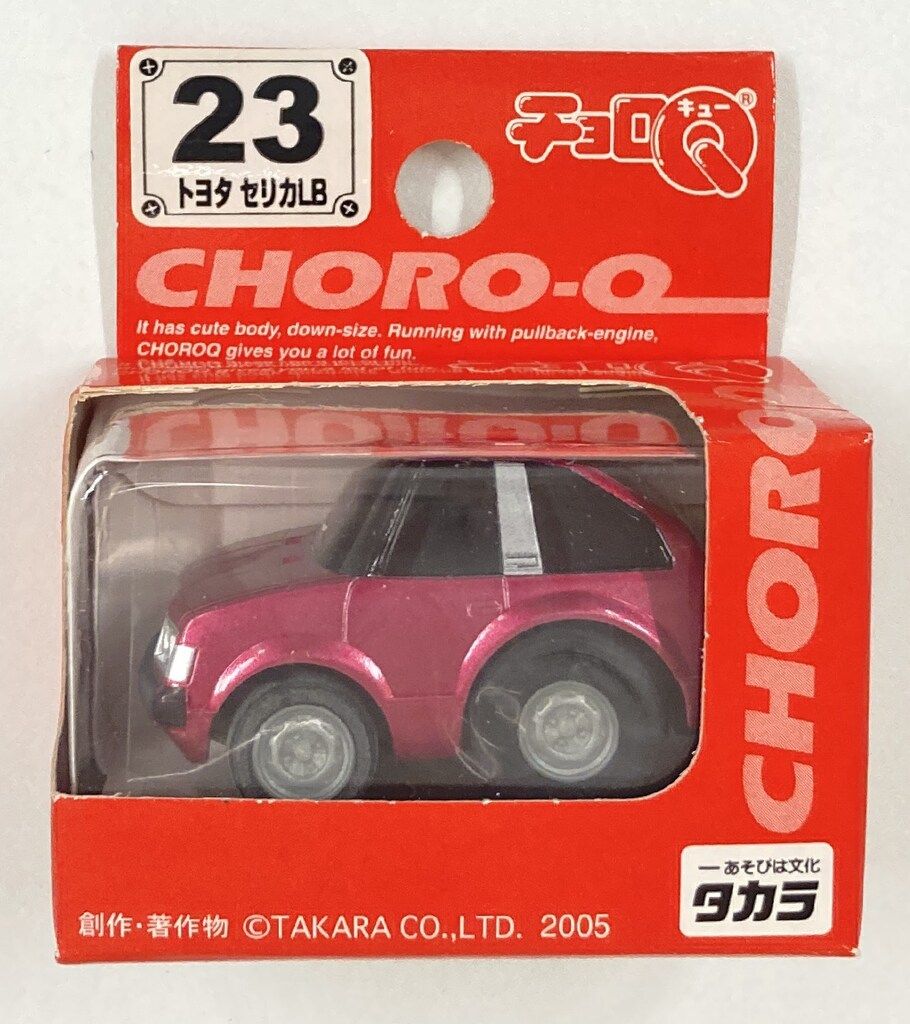 23
トヨタ セリカLB
チョロQ
キュー
®
CHORO-Q
It has cute body, down-size. Running with pullback-engine,
CHOROQ gives you a lot of fun.
CHOROQ
ーあそびは文化
タカラ
創作・著作物 ©TAKARA CO.,LTD. 2005